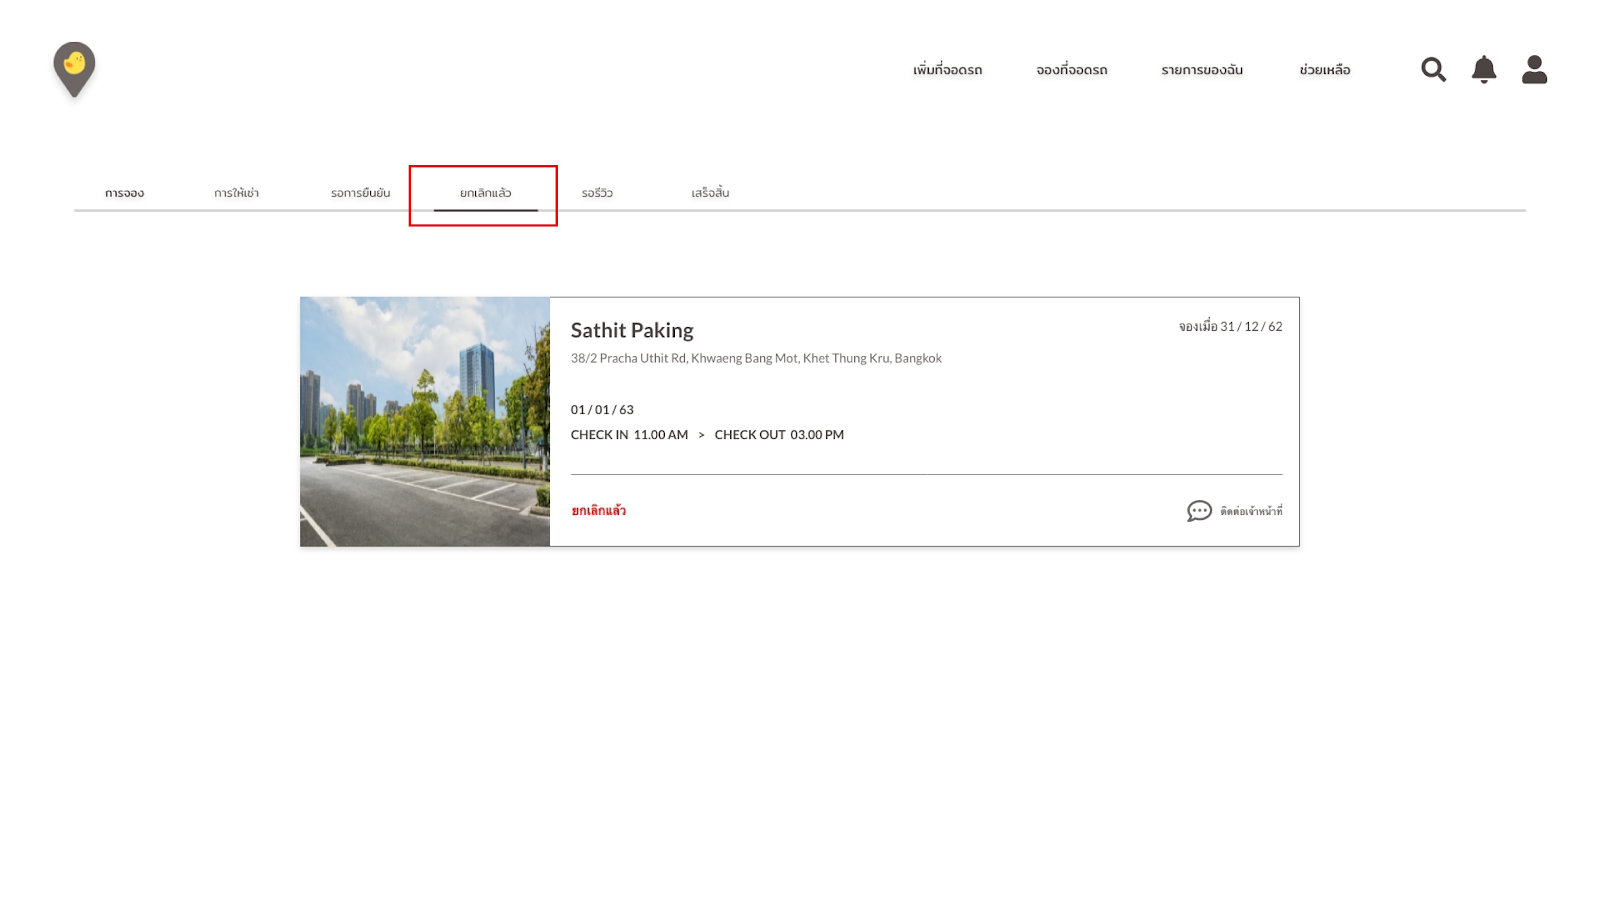 เพิ่มที่จอดรถ จองที่จอดรถ รายการของฉัน ช่วยเหลือ
การจอง การให้เช่า รอการยืนยัน ยกเลิกแล้ว รอรีวิว เสร็จสิ้น
Sathit Paking จองเมื่อ 31 / 12 / 62
38/2 Pracha Uthit Rd, Khwaeng Bang Mot, Khet Thung Kru, Bangkok
01 / 01 / 63
CHECK IN 11.00 AM > CHECK OUT 03.00 PM
ยกเลิกแล้ว ติดต่อเจ้าหน้าที่